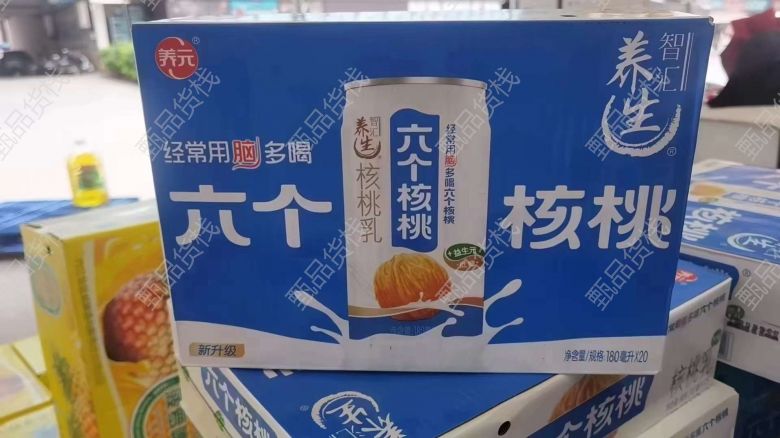 养元®
智汇
养生®
经常用脑多喝
六个
核桃
智汇
养生
核桃乳
六个核桃
经常用脑多喝六个核桃
+益生元
新升级
净含量/规格:180毫升X20
六个核桃
核桃乳
甄品货栈